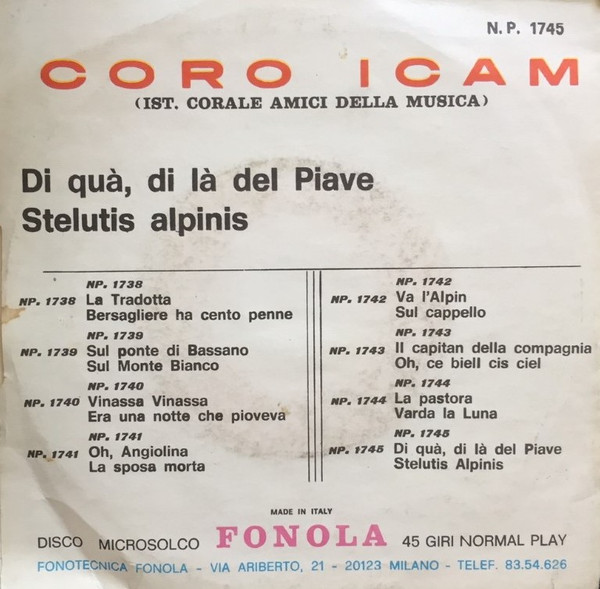 N. P. 1745
CORO ICAM
(IST. CORALE AMICI DELLA MUSICA)
Di quà, di là del Piave
Stelutis alpinis
NP. 1738
NP. 1738 La Tradotta
Bersagliere ha cento penne
NP. 1739
NP. 1739 Sul ponte di Bassano
Sul Monte Bianco
NP. 1740
NP. 1740 Vinassa Vinassa
Era una notte che pioveva
NP. 1741
NP. 1741 Oh, Angiolina
La sposa morta
NP. 1742
NP. 1742 Va l'Alpin
Sul cappello
NP. 1743
NP. 1743 Il capitan della compagnia
Oh, ce biell cis ciel
NP. 1744
NP. 1744 La pastora
Varda la Luna
NP. 1745
NP. 1745 Di quà, di là del Piave
Stelutis Alpinis
MADE IN ITALY
DISCO MICROSOLCO FONOLA 45 GIRI NORMAL PLAY
FONOTECNICA FONOLA - VIA ARIBERTO, 21 - 20123 MILANO - TELEF. 83.54.626